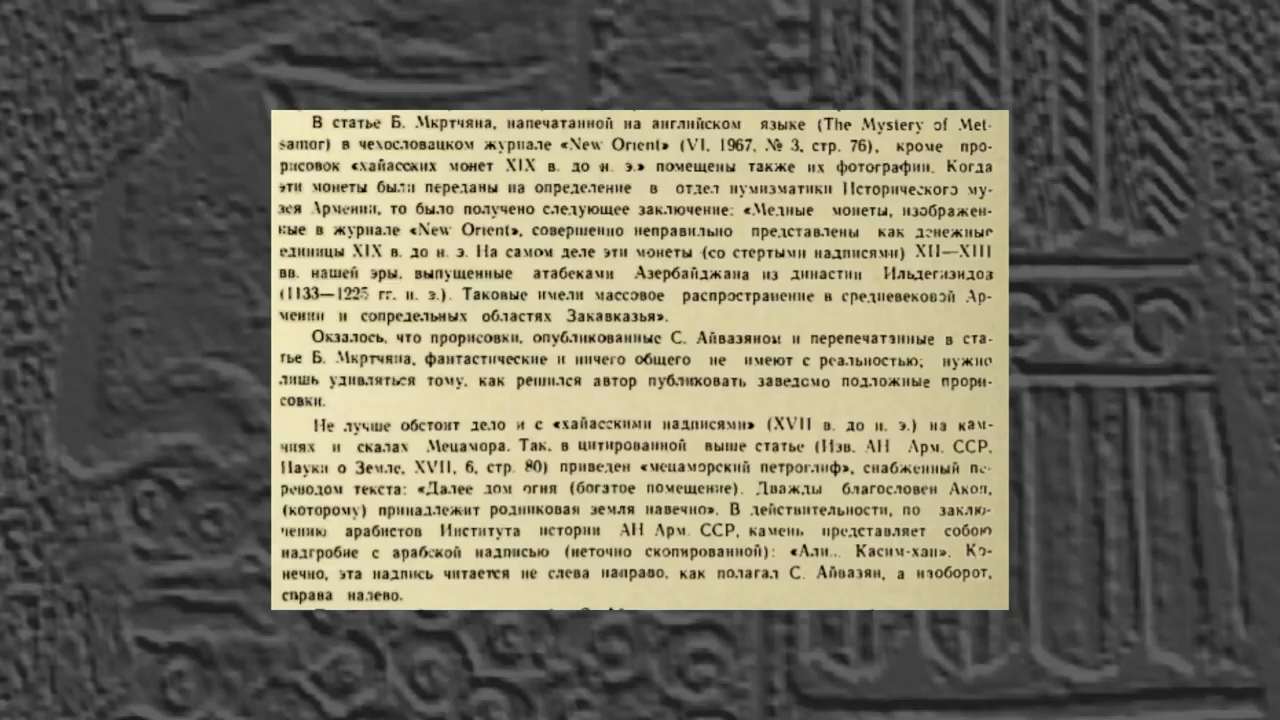 В статье Б. Мкртчяна, напечатанной на английском языке (The Mystery of Met-
samor) в чехословацком журнале «New Orient» (VI, 1967, № 3, стр. 76), кроме про-
рисовок «хайасских монет XIX в. до н. э.» помещены также их фотографии. Когда
эти монеты были переданы на определение в отдел нумизматики Исторического му-
зея Армении, то было получено следующее заключение: «Медные монеты, изображен-
ные в журнале «New Orient», совершенно неправильно представлены как денежные
единицы XIX в. до н. э. На самом деле эти монеты (со стертыми надписями) XII—XIII
вв. нашей эры, выпущенные атабеками Азербайджана из династии Ильдегизидов
(1133—1225 гг. н. э.). Таковые имели массовое распространение в средневековой Ар-
мении и сопредельных областях Закавказья».
Окзалось, что прорисовки, опубликованные С. Айвазяном и перепечатанные в ста-
тье Б. Мкртчяна, фантастические и ничего общего не имеют с реальностью; нужно
лишь удивляться тому, как решился автор публиковать заведомо подложные прори-
совки.
Не лучше обстоит дело и с «хайасскими надписями» (XVII в. до н. э.) на кам-
нях и скалах Мецамора. Так, в цитированной выше статье (Изв. АН Арм. ССР,
Науки о Земле, XVII, 6, стр. 80) приведен «мецаморский петроглиф», снабженный пе-
реводом текста: «Далее дом огня (богатое помещение). Дважды благословен Акоп,
(которому) принадлежит родниковая земля навечно». В действительности, по заклю-
чению арабистов Института истории АН Арм. ССР, камень представляет собою
надгробие с арабской надписью (неточно скопированной): «Али... Касим-хан». Ко-
нечно, эта надпись читается не слева направо, как полагал С. Айвазян, а наоборот,
справа налево.